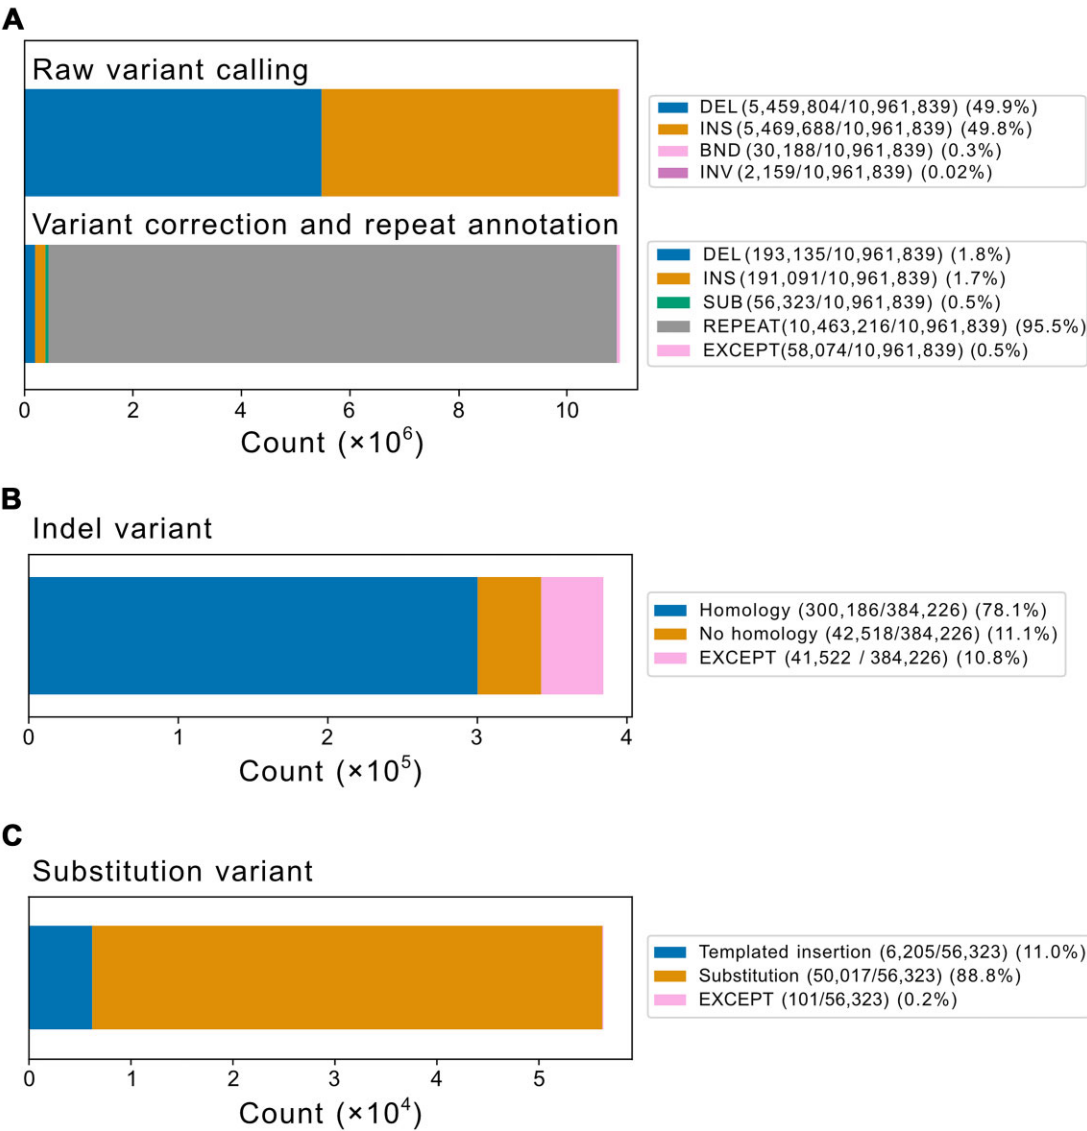 A
Raw variant calling
DEL (5,459,804/10,961,839) (49.9%)
INS (5,469,688/10,961,839) (49.8%)
BND (30,188/10,961,839) (0.3%)
INV (2,159/10,961,839) (0.02%)
Variant correction and repeat annotation
DEL (193,135/10,961,839) (1.8%)
INS (191,091/10,961,839) (1.7%)
SUB (56,323/10,961,839) (0.5%)
REPEAT(10,463,216/10,961,839) (95.5%)
EXCEPT(58,074/10,961,839) (0.5%)
0 2 4 6 8 10
Count (×10⁶)
B
Indel variant
Homology (300,186/384,226) (78.1%)
No homology (42,518/384,226) (11.1%)
EXCEPT (41,522 / 384,226) (10.8%)
0 1 2 3 4
Count (×10⁵)
C
Substitution variant
Templated insertion (6,205/56,323) (11.0%)
Substitution (50,017/56,323) (88.8%)
EXCEPT (101/56,323) (0.2%)
0 1 2 3 4 5
Count (×10⁴)